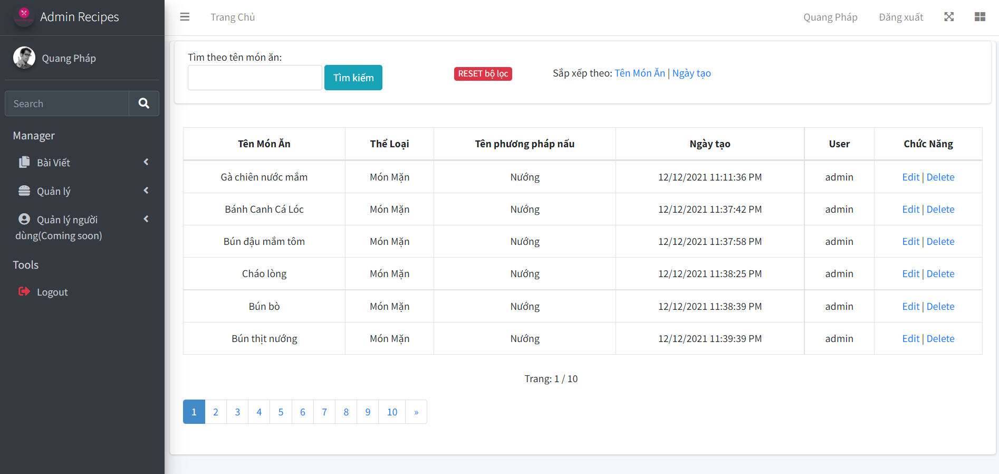 Admin Recipes
Quang Pháp
Search
Manager
Bài Viết
Quản lý
Quản lý người
dùng(Coming soon)
Tools
Logout
Trang Chủ
Quang Pháp
Đăng xuất
Tìm theo tên món ăn:
Tìm kiếm
RESET bộ lọc
Sắp xếp theo: Tên Món Ăn | Ngày tạo
Tên Món Ăn Thể Loại Tên phương pháp nấu Ngày tạo User Chức Năng
Gà chiên nước mắm Món Mặn Nướng 12/12/2021 11:11:36 PM admin Edit | Delete
Bánh Canh Cá Lóc Món Mặn Nướng 12/12/2021 11:37:42 PM admin Edit | Delete
Bún đậu mắm tôm Món Mặn Nướng 12/12/2021 11:37:58 PM admin Edit | Delete
Cháo lòng Món Mặn Nướng 12/12/2021 11:38:25 PM admin Edit | Delete
Bún bò Món Mặn Nướng 12/12/2021 11:38:39 PM admin Edit | Delete
Bún thịt nướng Món Mặn Nướng 12/12/2021 11:39:39 PM admin Edit | Delete
Trang: 1 / 10
1 2 3 4 5 6 7 8 9 10 »